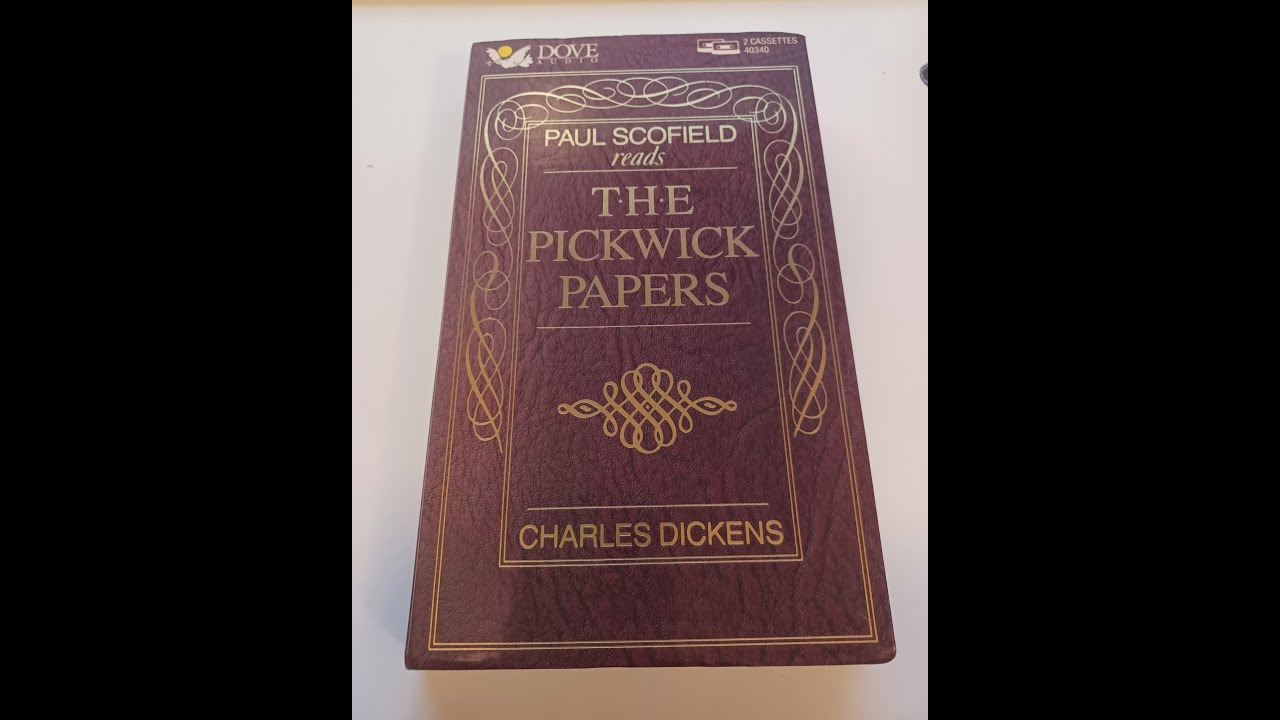 DOVE
AUDIO
2 CASSETTES
40340
PAUL SCOFIELD
reads
T·H·E
PICKWICK
PAPERS
CHARLES DICKENS